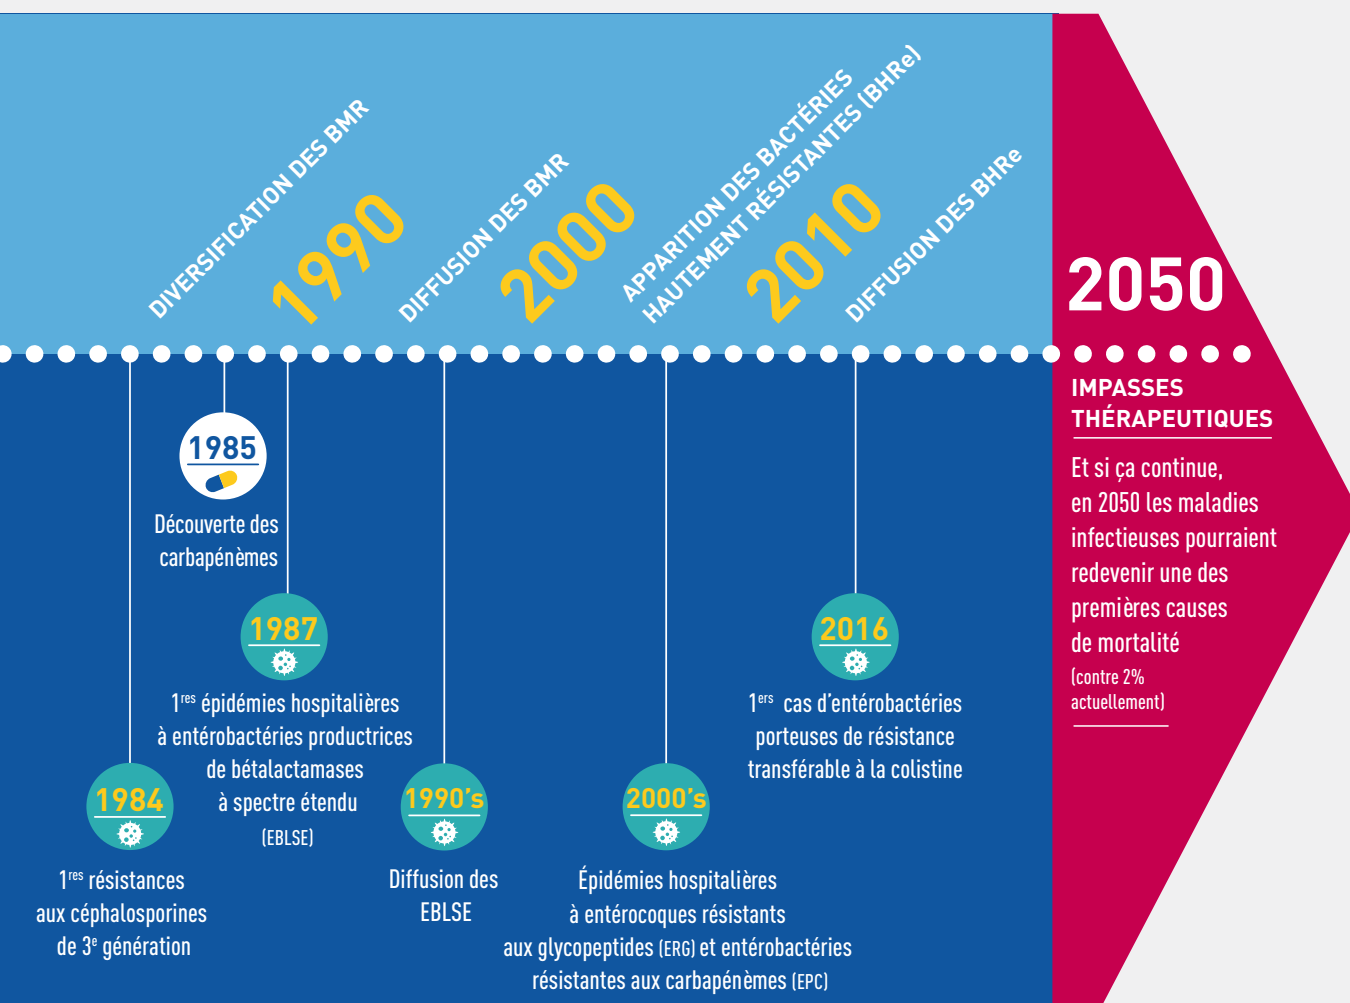 DIVERSIFICATION DES BMR
1990
DIFFUSION DES BMR
2000
APPARITION DES BACTÉRIES
HAUTEMENT RÉSISTANTES (BHRe)
2010
DIFFUSION DES BHRe
2050
IMPASSES
THÉRAPEUTIQUES
Et si ça continue,
en 2050 les maladies
infectieuses pourraient
redevenir une des
premières causes
de mortalité
(contre 2%
actuellement)
1985
Découverte des
carbapénèmes
1987
1res épidémies hospitalières
à entérobactéries productrices
de bétalactamases
à spectre étendu
(EBLSE)
2016
1ers cas d’entérobactéries
porteuses de résistance
transférable à la colistine
1984
1res résistances
aux céphalosporines
de 3e génération
1990’s
Diffusion des
EBLSE
2000’s
Épidémies hospitalières
à entérocoques résistants
aux glycopeptides (ERG) et entérobactéries
résistantes aux carbapénèmes (EPC)